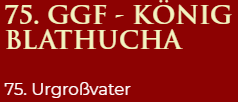 75. GGF - KÖNIG
BLATHUCHA
75. Urgroßvater